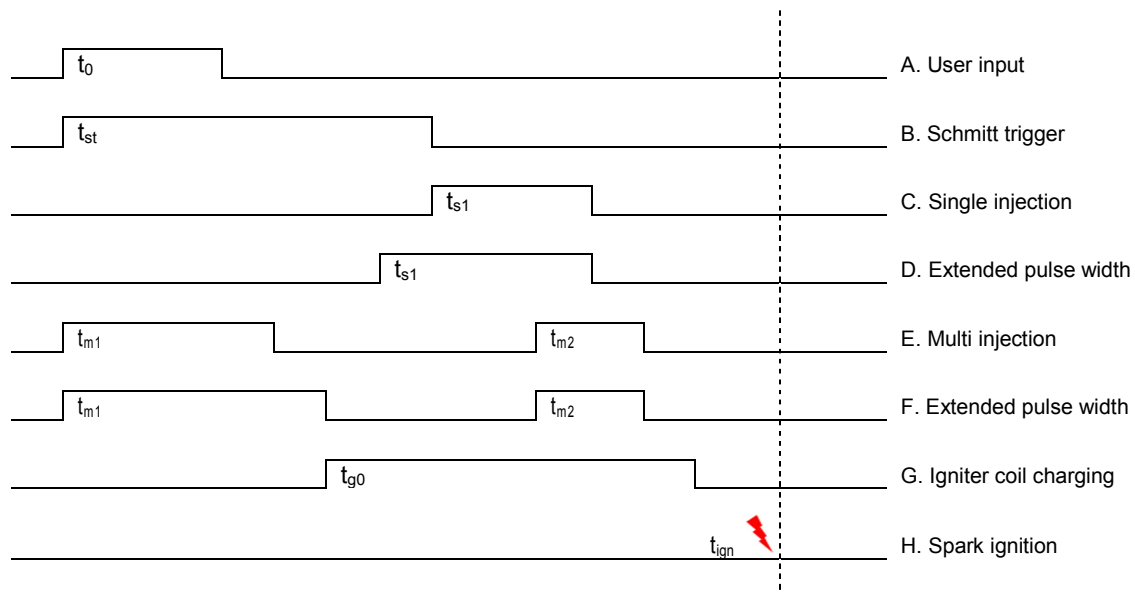 t0 A. User input
tst B. Schmitt trigger
ts1 C. Single injection
ts1 D. Extended pulse width
tm1 tm2 E. Multi injection
tm1 tm2 F. Extended pulse width
tg0 G. Igniter coil charging
tign H. Spark ignition